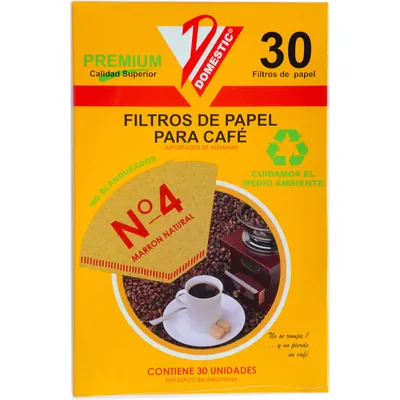 PREMIUM
Calidad Superior
DOMESTIC®
30
Filtros de papel
FILTROS DE PAPEL
PARA CAFÉ
IMPORTADOS DE ALEMANIA
NO BLANQUEADOS
CUIDAMOS EL
MEDIO AMBIENTE
Nº4
MARRON NATURAL
No se rompe !
...y no pierde
su café
CONTIENE 30 UNIDADES
ENVASADO EN ARGENTINA